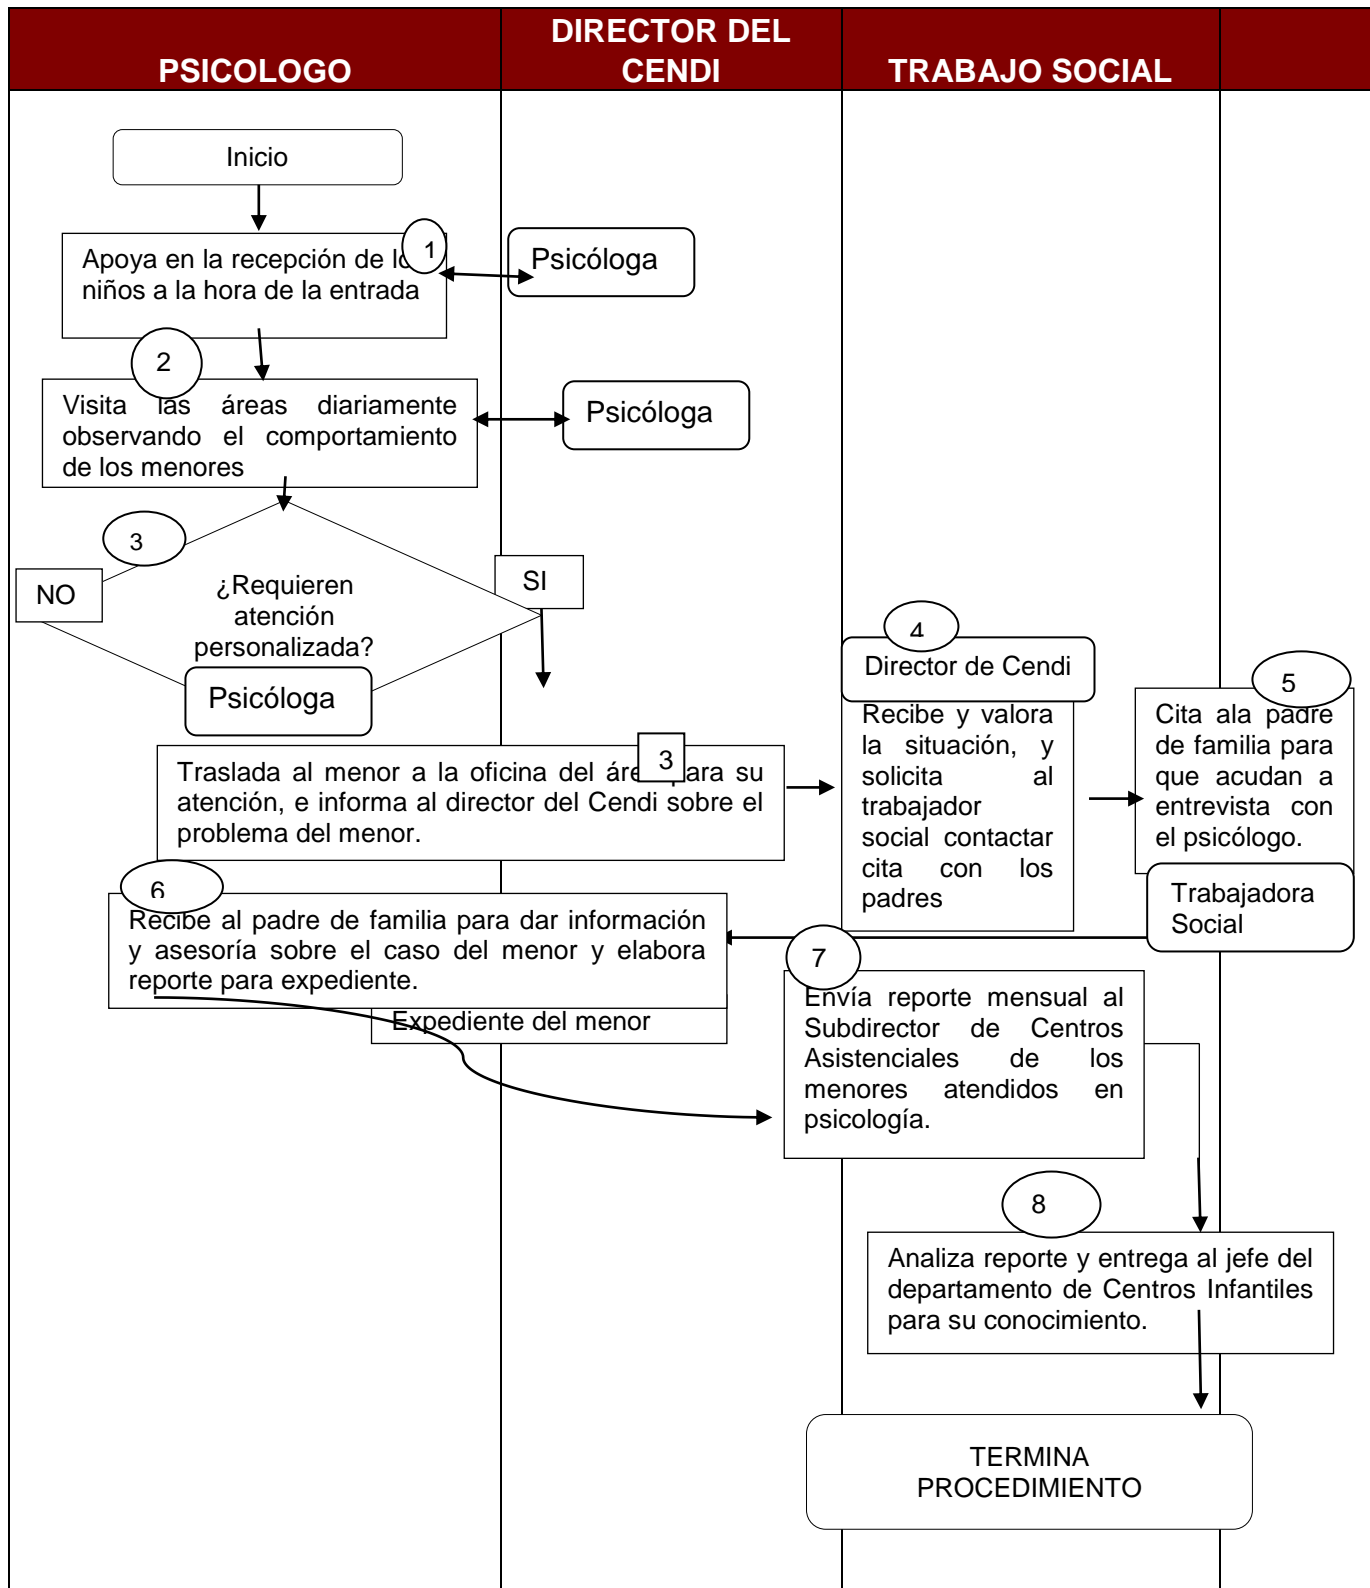 PSICOLOGO
DIRECTOR DEL
CENDI
TRABAJO SOCIAL
Inicio
1
Apoya en la recepción de lo
niños a la hora de la entrada
Psicóloga
2
Visita las áreas diariamente
observando el comportamiento
de los menores
Psicóloga
3
NO
¿Requieren
atención
personalizada?
SI
Psicóloga
3
Traslada al menor a la oficina del área para su
atención, e informa al director del Cendi sobre el
problema del menor.
4
Director de Cendi
Recibe y valora
la situación, y
solicita al
trabajador
social contactar
cita con los
padres
5
Cita ala padre
de familia para
que acudan a
entrevista con
el psicólogo.
Trabajadora
Social
6
Recibe al padre de familia para dar información
y asesoría sobre el caso del menor y elabora
reporte para expediente.
Expediente del menor
7
Envía reporte mensual al
Subdirector de Centros
Asistenciales de los
menores atendidos en
psicología.
8
Analiza reporte y entrega al jefe del
departamento de Centros Infantiles
para su conocimiento.
TERMINA
PROCEDIMIENTO